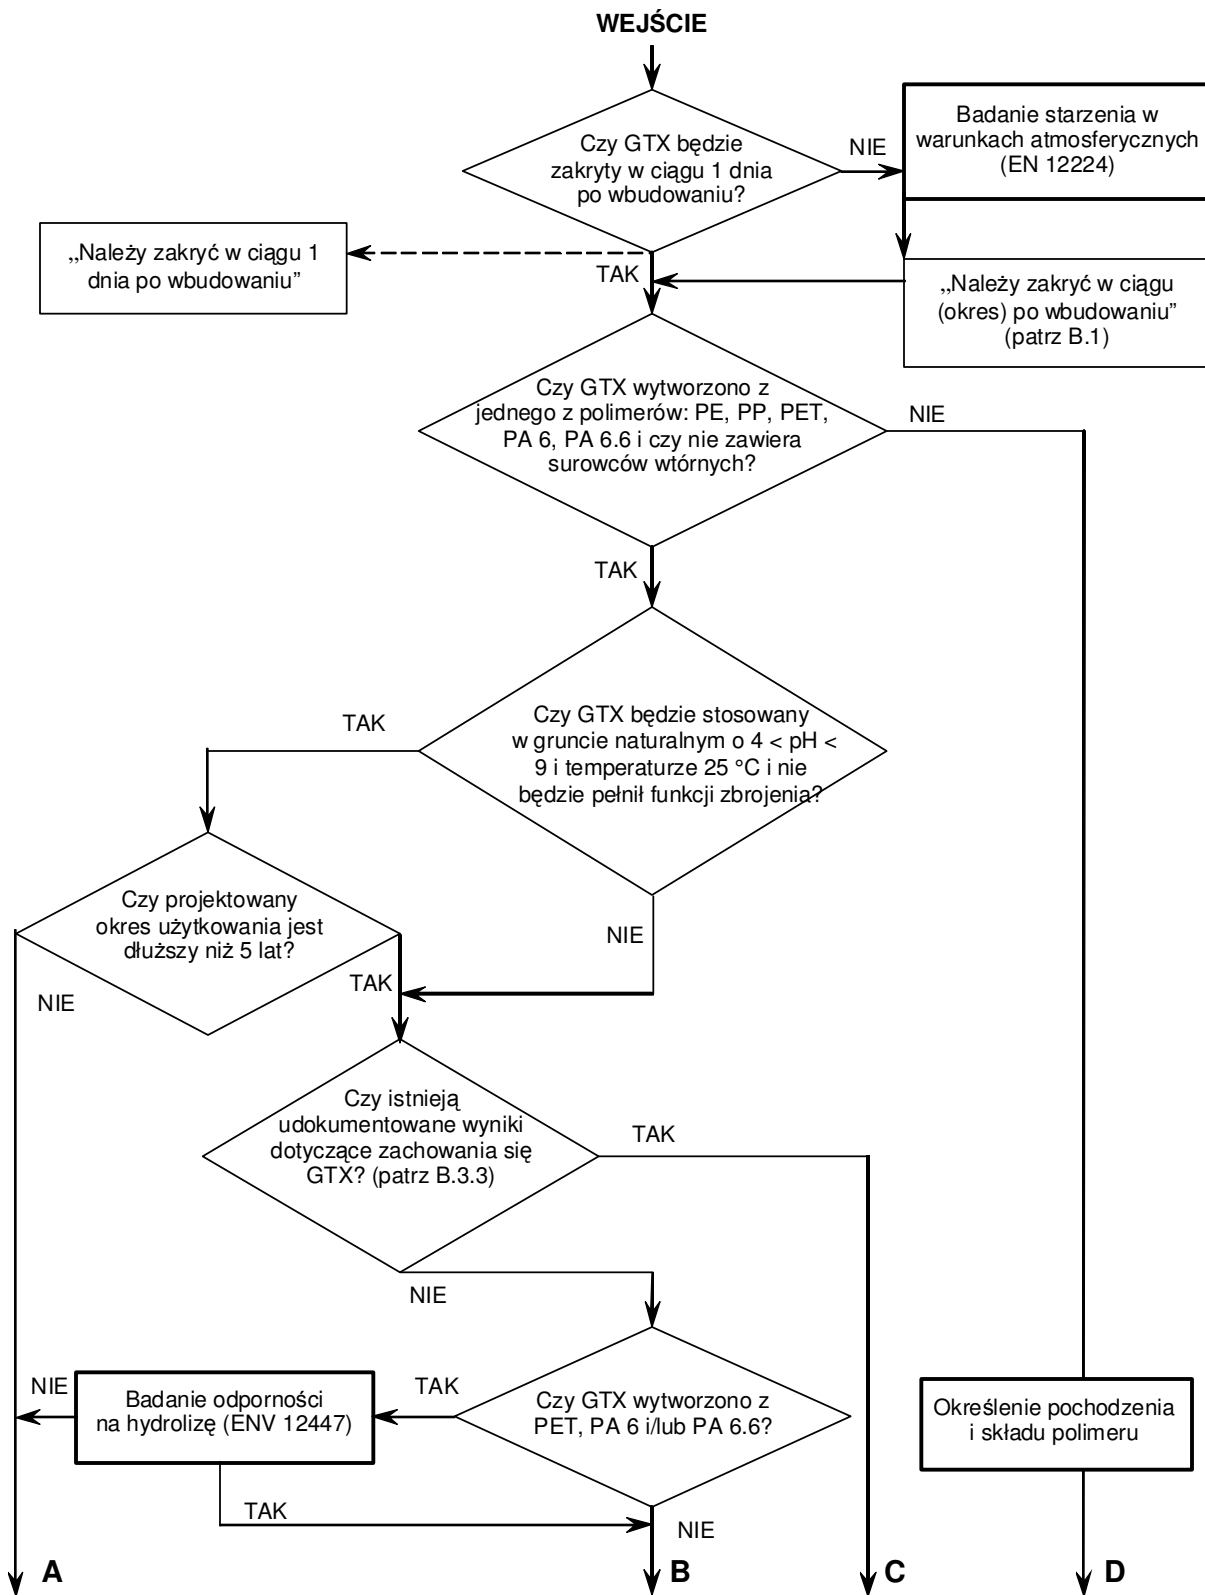 WEJŚCIE
Czy GTX będzie
zakryty w ciągu 1 dnia
po wbudowaniu?
NIE
Badanie starzenia w
warunkach atmosferycznych
(EN 12224)
„Należy zakryć w ciągu 1
dnia po wbudowaniu”
TAK
„Należy zakryć w ciągu
(okres) po wbudowaniu”
(patrz B.1)
Czy GTX wytworzono z
jednego z polimerów: PE, PP, PET,
PA 6, PA 6.6 i czy nie zawiera
surowców wtórnych?
NIE
TAK
Czy GTX będzie stosowany
w gruncie naturalnym o 4 < pH <
9 i temperaturze 25 °C i nie
będzie pełnił funkcji zbrojenia?
TAK
NIE
Czy projektowany
okres użytkowania jest
dłuższy niż 5 lat?
NIE
TAK
Czy istnieją
udokumentowane wyniki
dotyczące zachowania się
GTX? (patrz B.3.3)
TAK
NIE
Czy GTX wytworzono z
PET, PA 6 i/lub PA 6.6?
TAK
Badanie odporności
na hydrolizę (ENV 12447)
NIE
TAK
NIE
Określenie pochodzenia
i składu polimeru
A
B
C
D